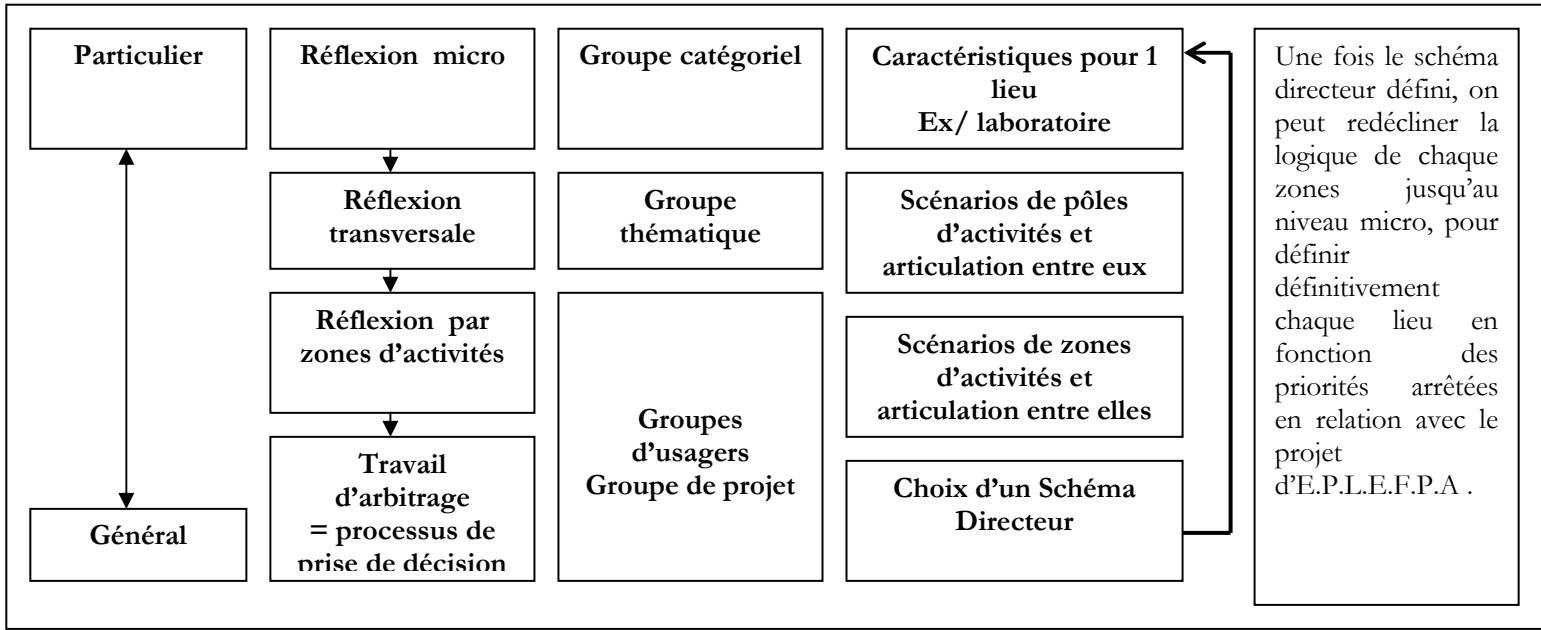 Particulier
Général
Réflexion micro
Réflexion
transversale
Réflexion par
zones d’activités
Travail
d’arbitrage
= processus de
prise de décision
Groupe catégoriel
Groupe
thématique
Groupes
d’usagers
Groupe de projet
Caractéristiques pour 1
lieu
Ex/ laboratoire
Scénarios de pôles
d’activités et
articulation entre eux
Scénarios de zones
d’activités et
articulation entre elles
Choix d’un Schéma
Directeur
Une fois le schéma
directeur défini, on
peut redécliner la
logique de chaque
zones jusqu’au
niveau micro, pour
définir
définitivement
chaque lieu en
fonction des
priorités arrêtées
en relation avec le
projet
d’E.P.L.E.F.P.A .